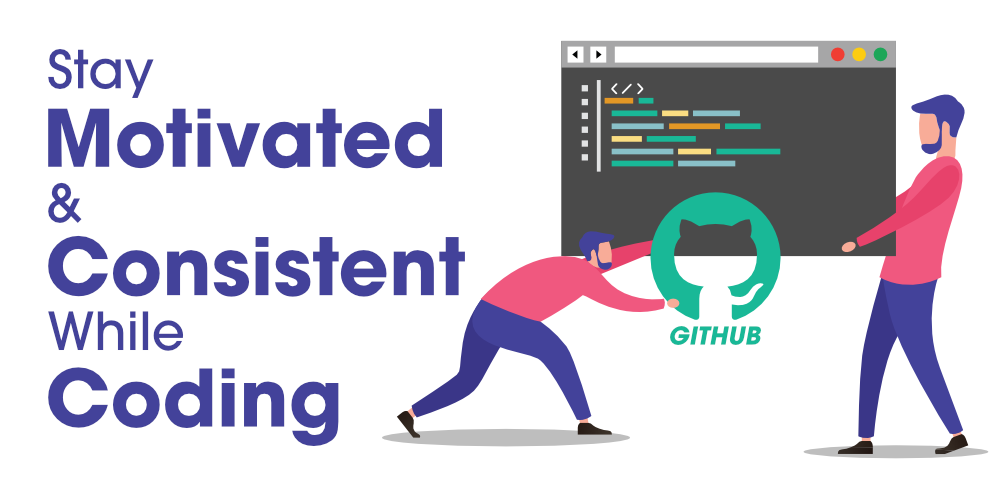 Stay
Motivated
&
Consistent
While
Coding
</>
GITHUB